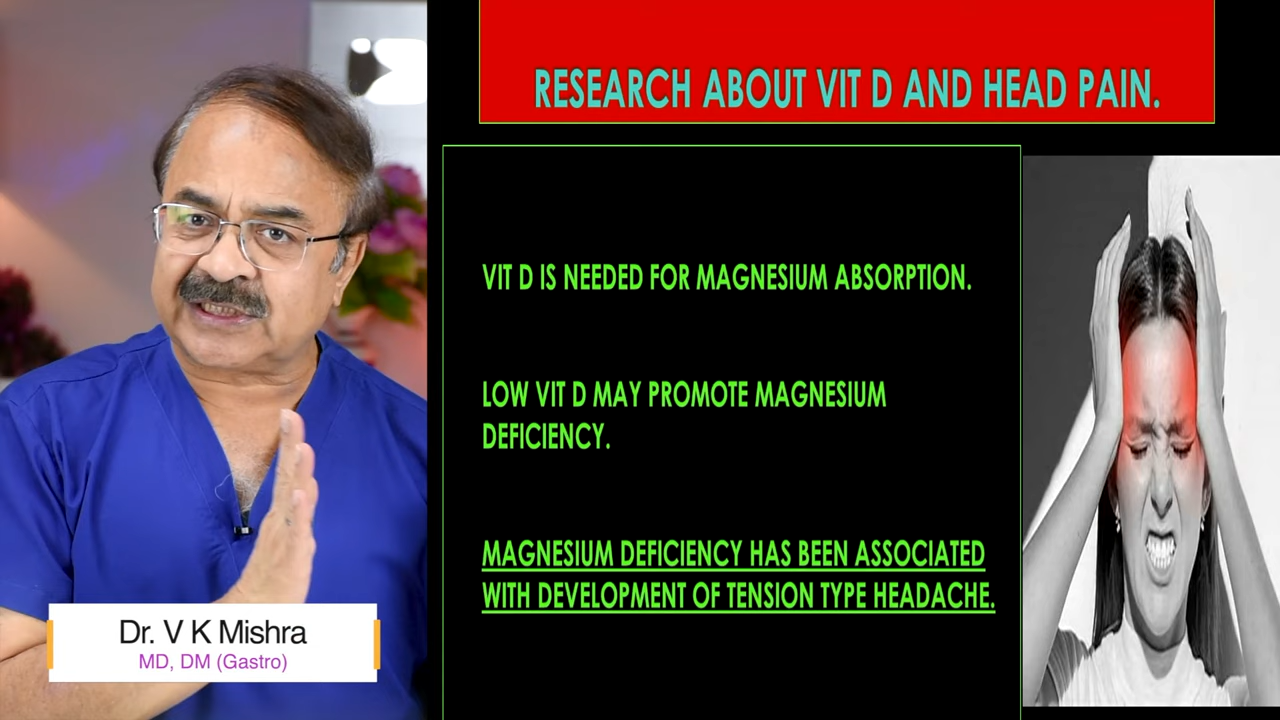 RESEARCH ABOUT VIT D AND HEAD PAIN.
VIT D IS NEEDED FOR MAGNESIUM ABSORPTION.
LOW VIT D MAY PROMOTE MAGNESIUM
DEFICIENCY.
MAGNESIUM DEFICIENCY HAS BEEN ASSOCIATED
WITH DEVELOPMENT OF TENSION TYPE HEADACHE.
Dr. V K Mishra
MD, DM (Gastro)